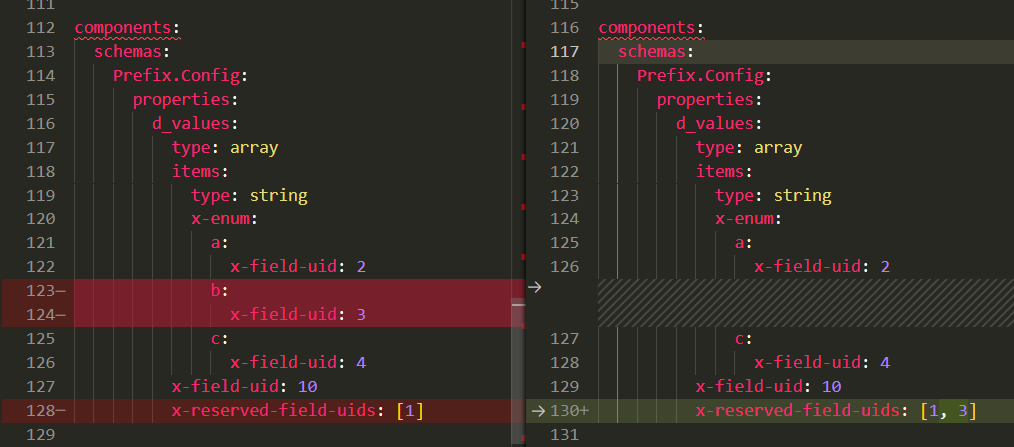 111
112 components:
113 schemas:
114 Prefix.Config:
115 properties:
116 d_values:
117 type: array
118 items:
119 type: string
120 x-enum:
121 a:
122 x-field-uid: 2
123− b:
124− x-field-uid: 3
125 c:
126 x-field-uid: 4
127 x-field-uid: 10
128− x-reserved-field-uids: [1]
129
115
116 components:
117 schemas:
118 Prefix.Config:
119 properties:
120 d_values:
121 type: array
122 items:
123 type: string
124 x-enum:
125 a:
126 x-field-uid: 2
127 c:
128 x-field-uid: 4
129 x-field-uid: 10
130+ x-reserved-field-uids: [1, 3]
131